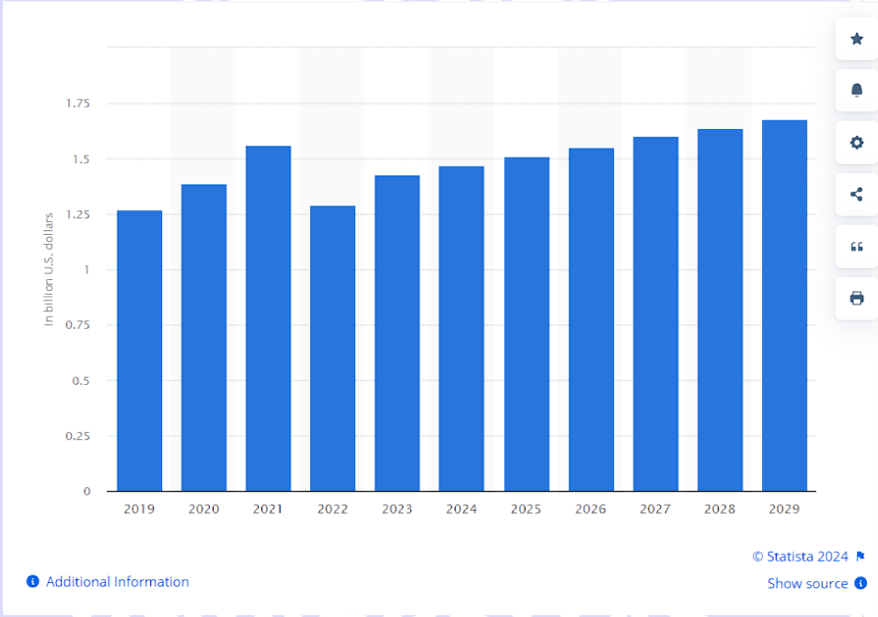 In billion U.S. dollars
1.75
1.5
1.25
1
0.75
0.5
0.25
0
2019 2020 2021 2022 2023 2024 2025 2026 2027 2028 2029
© Statista 2024
Additional Information
Show source